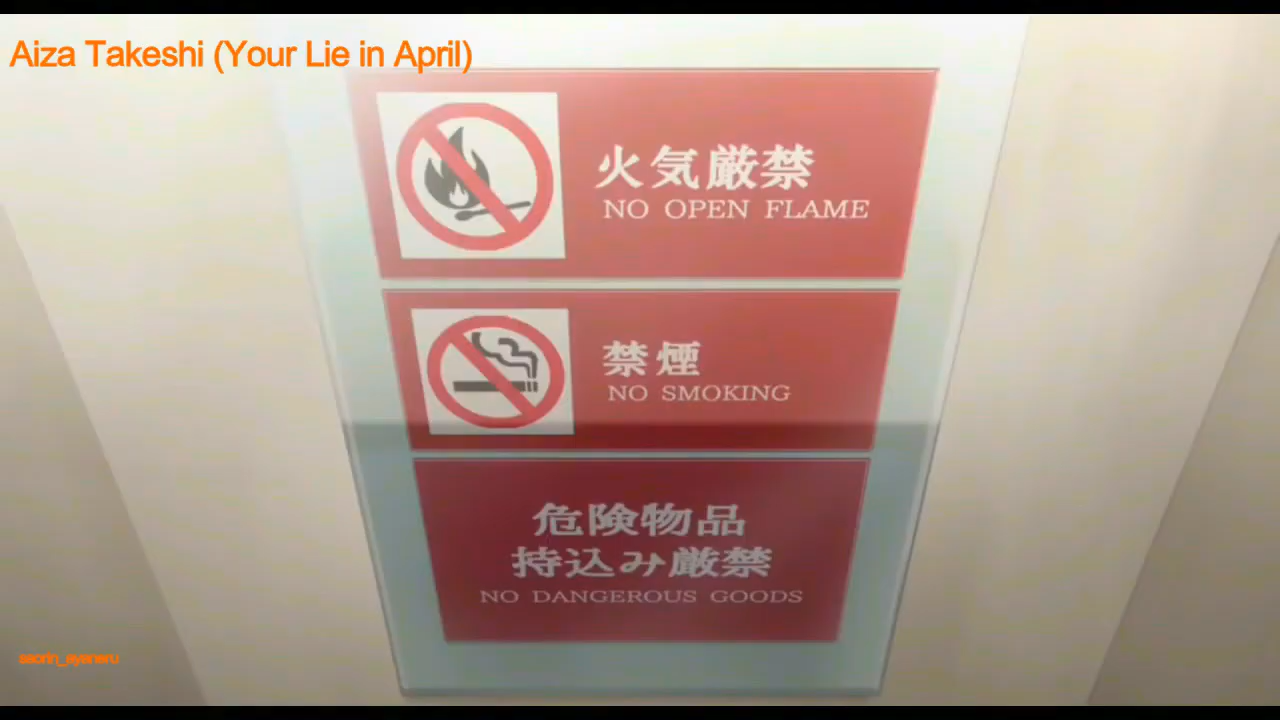 Aiza Takeshi (Your Lie in April)
火気厳禁
NO OPEN FLAME
禁煙
NO SMOKING
危険物品
持込み厳禁
NO DANGEROUS GOODS